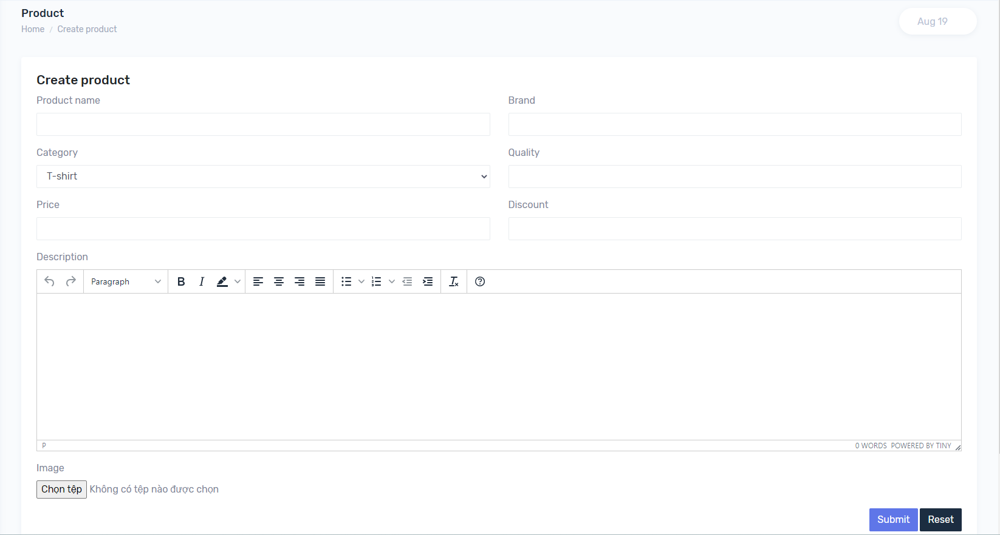 Product
Home / Create product
Aug 19
Create product
Product name
Brand
Category
Quality
T-shirt
Price
Discount
Description
Paragraph
P
0 WORDS POWERED BY TINY
Image
Chọn tệp Không có tệp nào được chọn
Submit Reset